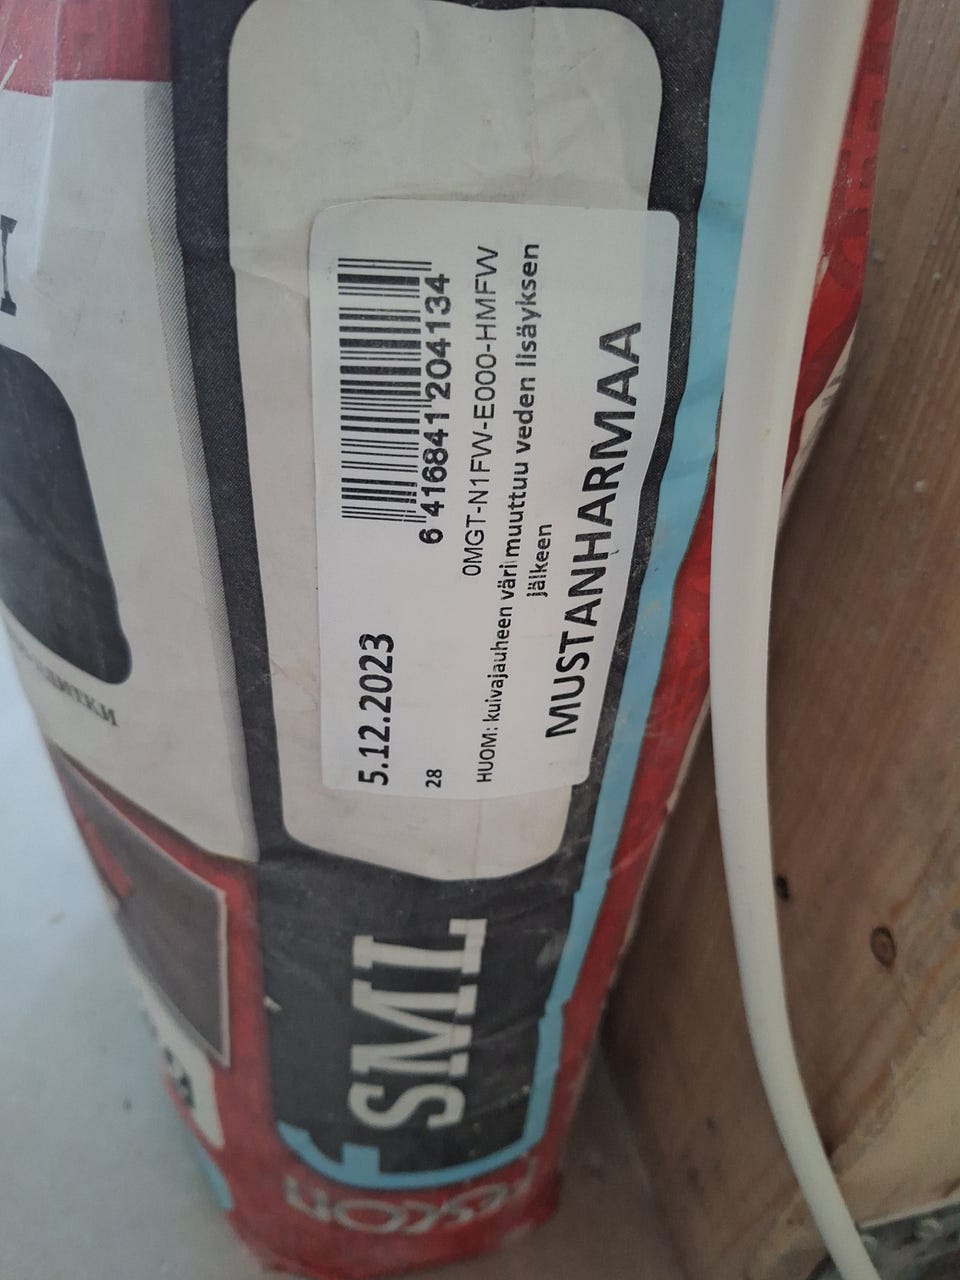 5.12.2023
6 416841 204134
28
0MGT-N1FW-E000-HMFW
HUOM: kuivajauheen väri muuttuu veden lisäyksen
jälkeen
MUSTANHARMAA
SML